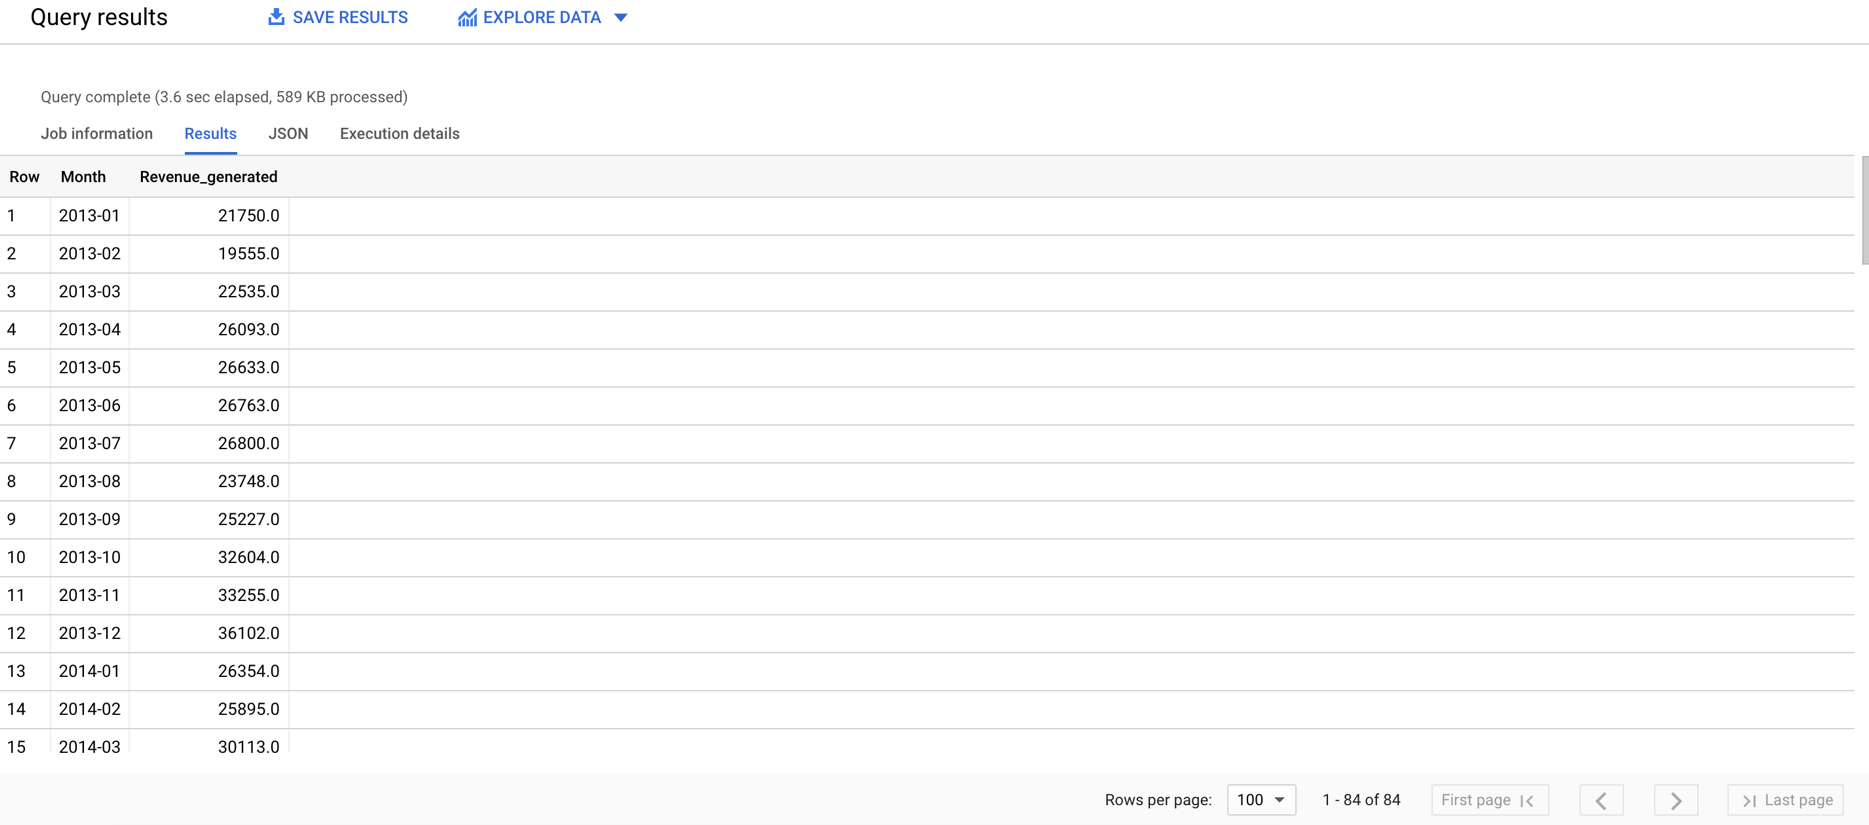 Query results SAVE RESULTS EXPLORE DATA
Query complete (3.6 sec elapsed, 589 KB processed)
Job information Results JSON Execution details
Row Month Revenue_generated
1 2013-01 21750.0
2 2013-02 19555.0
3 2013-03 22535.0
4 2013-04 26093.0
5 2013-05 26633.0
6 2013-06 26763.0
7 2013-07 26800.0
8 2013-08 23748.0
9 2013-09 25227.0
10 2013-10 32604.0
11 2013-11 33255.0
12 2013-12 36102.0
13 2014-01 26354.0
14 2014-02 25895.0
15 2014-03 30113.0
Rows per page: 100 1 - 84 of 84 First page Last page